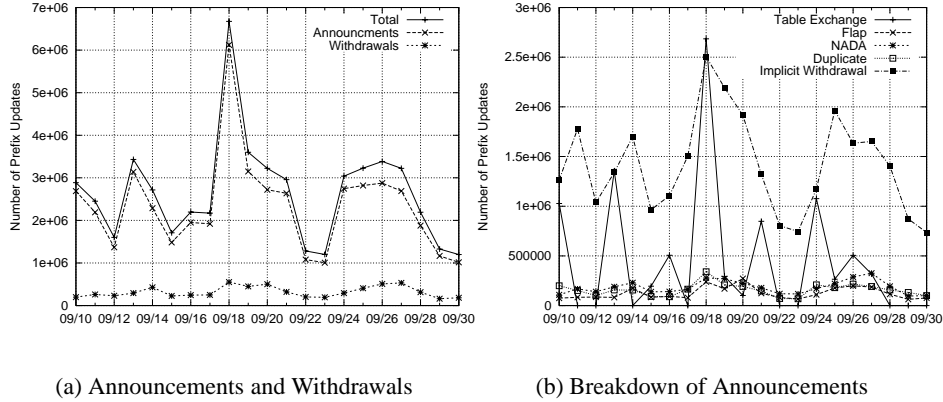 7e+06
6e+06
5e+06
4e+06
3e+06
2e+06
1e+06
0
Number of Prefix Updates
Total
Announcments
Withdrawals
09/10 09/12 09/14 09/16 09/18 09/20 09/22 09/24 09/26 09/28 09/30
(a) Announcements and Withdrawals
3e+06
2.5e+06
2e+06
1.5e+06
1e+06
500000
0
Number of Prefix Updates
Table Exchange
Flap
NADA
Duplicate
Implicit Withdrawal
09/10 09/12 09/14 09/16 09/18 09/20 09/22 09/24 09/26 09/28 09/30
(b) Breakdown of Announcements